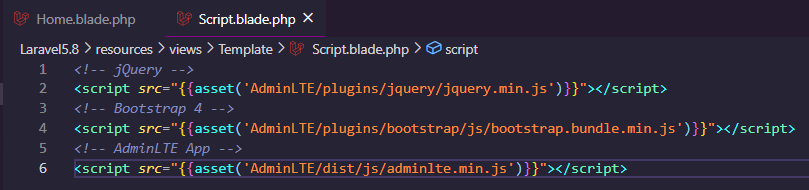 Home.blade.php Script.blade.php ×
Laravel5.8 > resources > views > Template > Script.blade.php > script
1 <!-- jQuery -->
2 <script src="{{asset('AdminLTE/plugins/jquery/jquery.min.js')}}"></script>
3 <!-- Bootstrap 4 -->
4 <script src="{{asset('AdminLTE/plugins/bootstrap/js/bootstrap.bundle.min.js')}}"></script>
5 <!-- AdminLTE App -->
6 <script src="{{asset('AdminLTE/dist/js/adminlte.min.js')}}"></script>